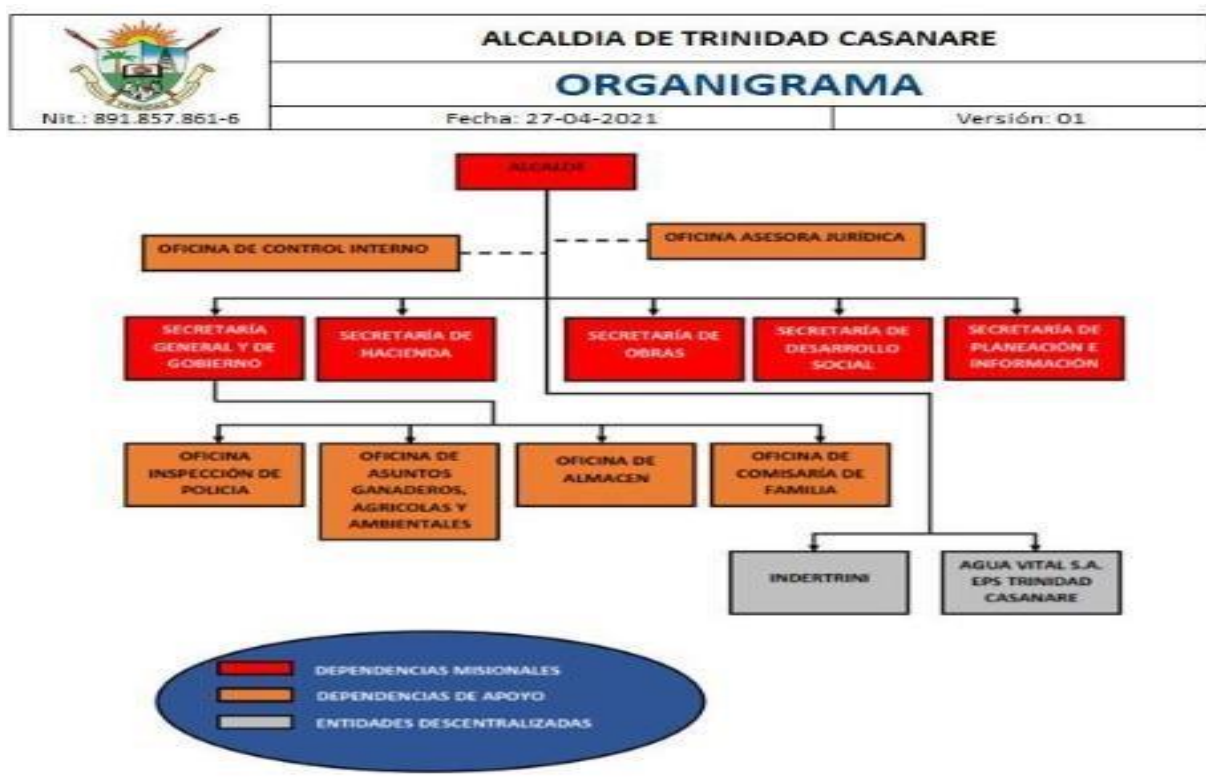 ALCALDIA DE TRINIDAD CASANARE
ORGANIGRAMA
Nit.: 891.857.861-6
Fecha: 27-04-2021
Versión: 01
ALCALDE
OFICINA DE CONTROL INTERNO
OFICINA ASESORA JURÍDICA
SECRETARÍA
GENERAL Y DE
GOBIERNO
SECRETARÍA DE
HACIENDA
SECRETARÍA DE
OBRAS
SECRETARÍA DE
DESARROLLO
SOCIAL
SECRETARÍA DE
PLANEACIÓN E
INFORMACIÓN
OFICINA
INSPECCIÓN DE
POLICIA
OFICINA DE
ASUNTOS
GANADEROS,
AGRICOLAS Y
AMBIENTALES
OFICINA DE
ALMACEN
OFICINA DE
COMISARÍA DE
FAMILIA
INDERTRINI
AGUA VITAL S.A.
EPS TRINIDAD
CASANARE
DEPENDENCIAS MISIONALES
DEPENDENCIAS DE APOYO
ENTIDADES DESCENTRALIZADAS